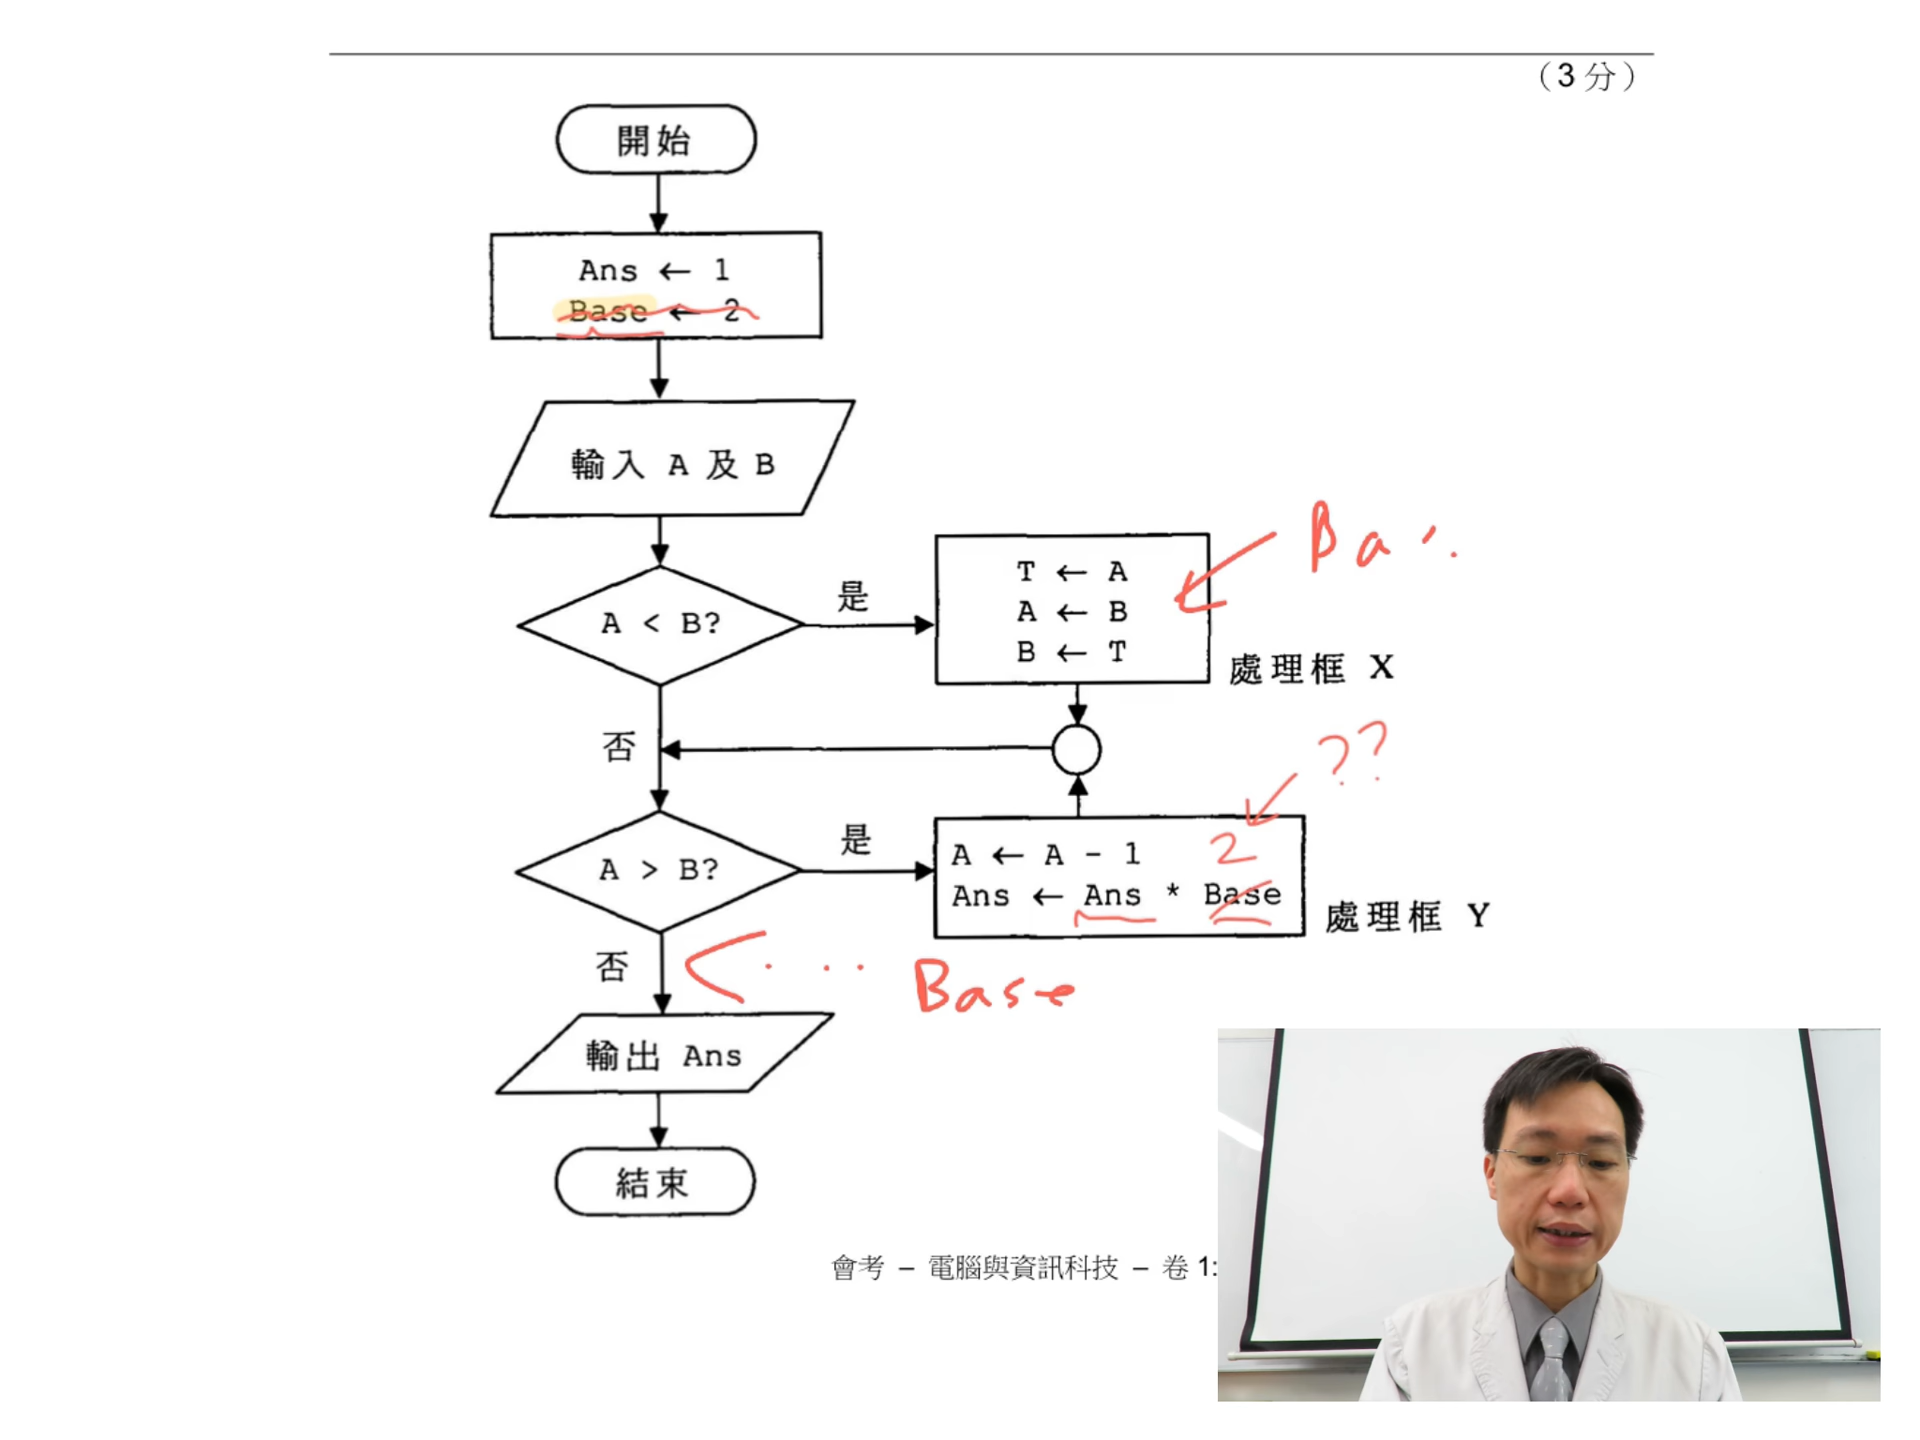 （3 分）
開始
Ans ← 1
Base ← 2
輸入 A 及 B
A < B?
是
T ← A
A ← B
B ← T
Ba
處理框 X
否
??
A > B?
是
A ← A - 1
2
Ans ← Ans * Base
處理框 Y
否
... Base
輸出 Ans
結束
會考 – 電腦與資訊科技 – 卷 1: